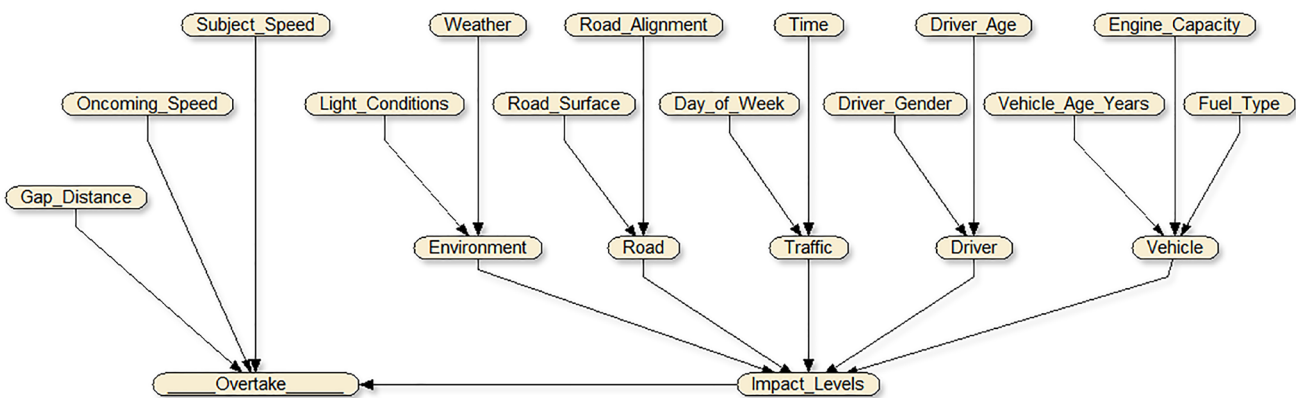 Subject_Speed
Weather
Road_Alignment
Time
Driver_Age
Engine_Capacity
Oncoming_Speed
Light_Conditions
Road_Surface
Day_of_Week
Driver_Gender
Vehicle_Age_Years
Fuel_Type
Gap_Distance
Environment
Road
Traffic
Driver
Vehicle
_____Overtake______
Impact_Levels